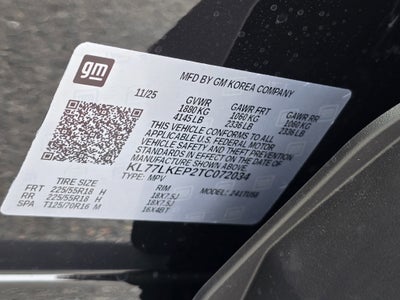 gm
MFD BY GM KOREA COMPANY
11/25 GVWR GAWR FRT GAWR RR
1880 KG 1060 KG 1060 KG
4145 LB 2336 LB 2336 LB
THIS VEHICLE CONFORMS TO ALL
APPLICABLE U.S. FEDERAL MOTOR
VEHICLE SAFETY AND THEFT PREVENTION
STANDARDS IN EFFECT ON THE DATE OF
MANUFACTURE SHOWN ABOVE.
KL77LKEP2TC072034
TYPE: MPV MODEL: 241TU56
TIRE SIZE RIM
FRT 225/55R18 H 18X7.5J
RR 225/55R18 H 18X7.5J
SPA T125/70R16 M 16X4BT